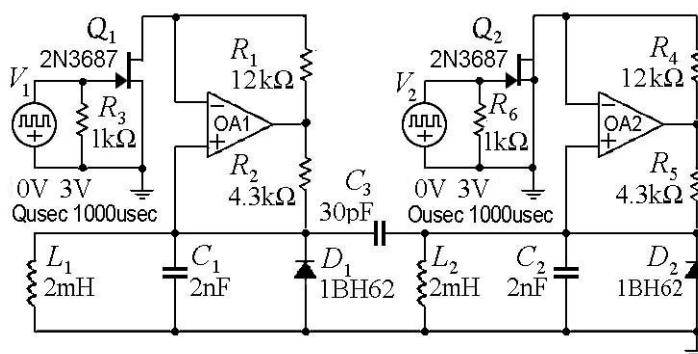 Q1
2N3687
V1
R3
1kΩ
0V 3V
Qusec 1000usec
−
+
OA1
R1
12kΩ
R2
4.3kΩ
C3
30pF
L1
2mH
C1
2nF
D1
1BH62
Q2
2N3687
V2
R6
1kΩ
0V 3V
Ousec 1000usec
−
+
OA2
R4
12kΩ
R5
4.3kΩ
L2
2mH
C2
2nF
D2
1BH62